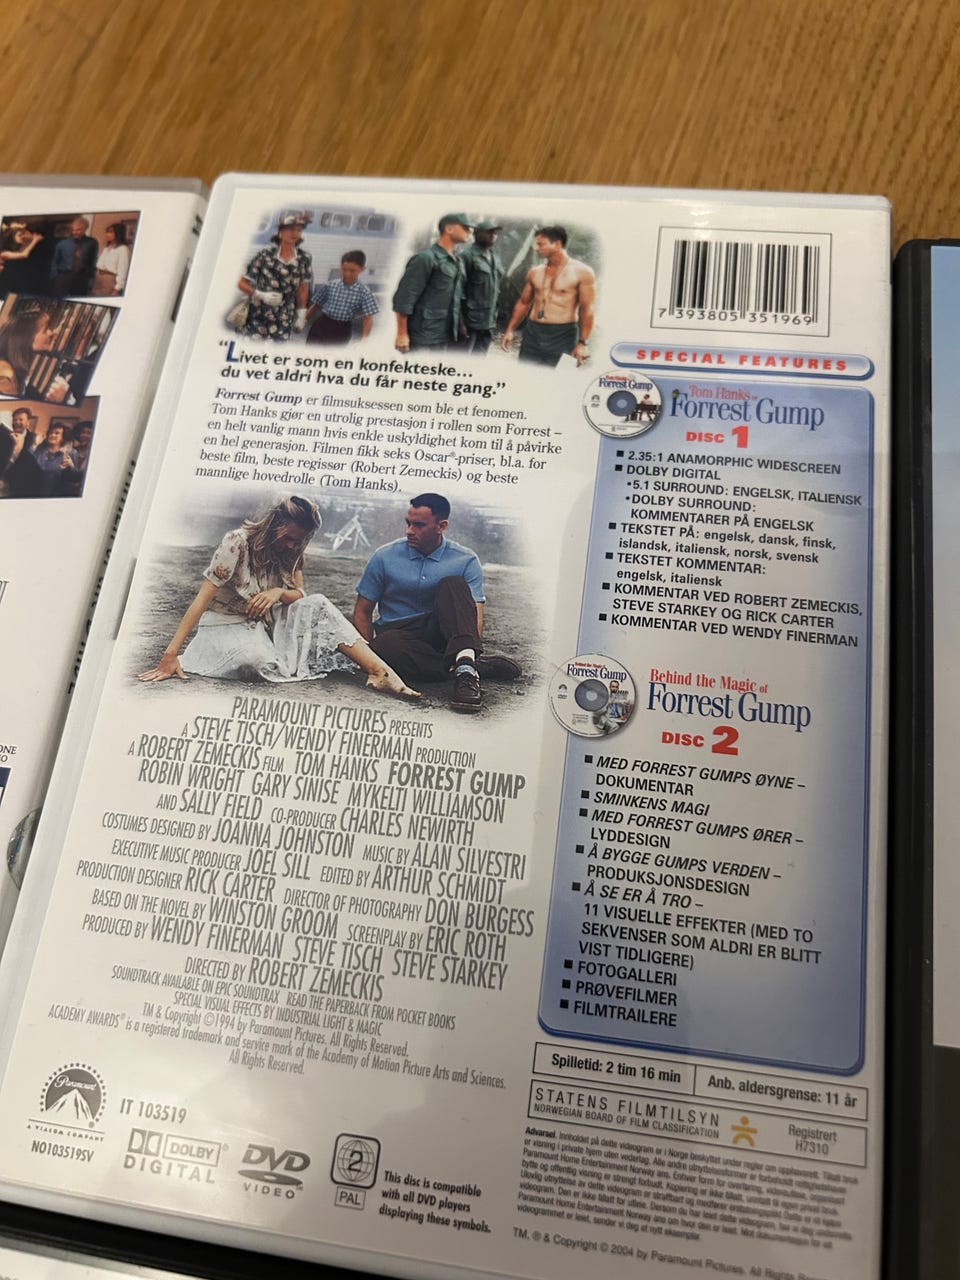 7 393805 351969
"Livet er som en konfekteske...
du vet aldri hva du får neste gang."
Forrest Gump er filmsuksessen som ble et fenomen.
Tom Hanks gjør en utrolig prestasjon i rollen som Forrest –
en helt vanlig mann hvis enkle uskyldighet kom til å påvirke
en hel generasjon. Filmen fikk seks Oscar®-priser, bl.a. for
beste film, beste regissør (Robert Zemeckis) og beste
mannlige hovedrolle (Tom Hanks).
PARAMOUNT PICTURES PRESENTS
A STEVE TISCH/WENDY FINERMAN PRODUCTION
A ROBERT ZEMECKIS FILM TOM HANKS FORREST GUMP
ROBIN WRIGHT GARY SINISE MYKELTI WILLIAMSON
AND SALLY FIELD CO-PRODUCER CHARLES NEWIRTH
COSTUMES DESIGNED BY JOANNA JOHNSTON MUSIC BY ALAN SILVESTRI
EXECUTIVE MUSIC PRODUCER JOEL SILL EDITED BY ARTHUR SCHMIDT
PRODUCTION DESIGNER RICK CARTER DIRECTOR OF PHOTOGRAPHY DON BURGESS
BASED ON THE NOVEL BY WINSTON GROOM SCREENPLAY BY ERIC ROTH
PRODUCED BY WENDY FINERMAN STEVE TISCH STEVE STARKEY
DIRECTED BY ROBERT ZEMECKIS
SOUNDTRACK AVAILABLE ON EPIC SOUNDTRAX READ THE PAPERBACK FROM POCKET BOOKS
SPECIAL VISUAL EFFECTS BY INDUSTRIAL LIGHT & MAGIC
TM & Copyright ©1994 by Paramount Pictures. All Rights Reserved.
ACADEMY AWARDS® is a registered trademark and service mark of the Academy of Motion Picture Arts and Sciences.
All Rights Reserved.
Paramount
A VIACOM COMPANY
NO103519SV
IT 103519
DOLBY
DIGITAL
DVD
VIDEO
2
PAL
This disc is compatible
with all DVD players
displaying these symbols.
SPECIAL FEATURES
Forrest Gump
Tom Hanks
Forrest Gump
DISC 1
2.35:1 ANAMORPHIC WIDESCREEN
DOLBY DIGITAL
•5.1 SURROUND: ENGELSK, ITALIENSK
•DOLBY SURROUND:
KOMMENTARER PÅ ENGELSK
TEKSTET PÅ: engelsk, dansk, finsk,
islandsk, italiensk, norsk, svensk
TEKSTET KOMMENTAR:
engelsk, italiensk
KOMMENTAR VED ROBERT ZEMECKIS,
STEVE STARKEY OG RICK CARTER
KOMMENTAR VED WENDY FINERMAN
Forrest Gump
Behind the Magic of
Forrest Gump
DISC 2
MED FORREST GUMPS ØYNE –
DOKUMENTAR
SMINKENS MAGI
MED FORREST GUMPS ØRER –
LYDDESIGN
Å BYGGE GUMPS VERDEN –
PRODUKSJONSDESIGN
Å SE ER Å TRO –
11 VISUELLE EFFEKTER (MED TO
SEKVENSER SOM ALDRI ER BLITT
VIST TIDLIGERE)
FOTOGALLERI
PRØVEFILMER
FILMTRAILERE
Spilletid: 2 tim 16 min
Anb. aldersgrense: 11 år
STATENS FILMTILSYN
NORWEGIAN BOARD OF FILM CLASSIFICATION
Registrert
H7310
Advarsel. Innholdet på dette videogram er i Norge beskyttet under regler om opphavsrett.
TM, ® & Copyright © 2004 by Paramount Pictures. All Rights